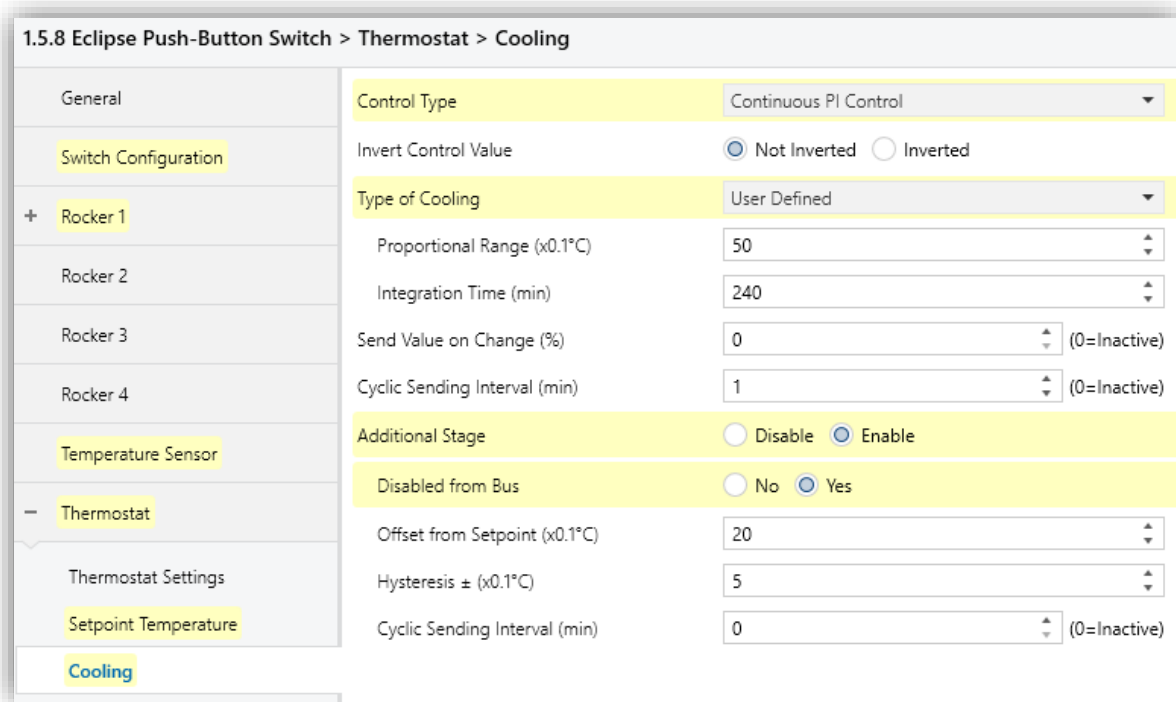 1.5.8 Eclipse Push-Button Switch > Thermostat > Cooling
General
Switch Configuration
+ Rocker 1
Rocker 2
Rocker 3
Rocker 4
Temperature Sensor
− Thermostat
Thermostat Settings
Setpoint Temperature
Cooling
Control Type Continuous PI Control
Invert Control Value Not Inverted Inverted
Type of Cooling User Defined
Proportional Range (x0.1°C) 50
Integration Time (min) 240
Send Value on Change (%) 0 (0=Inactive)
Cyclic Sending Interval (min) 1 (0=Inactive)
Additional Stage Disable Enable
Disabled from Bus No Yes
Offset from Setpoint (x0.1°C) 20
Hysteresis ± (x0.1°C) 5
Cyclic Sending Interval (min) 0 (0=Inactive)